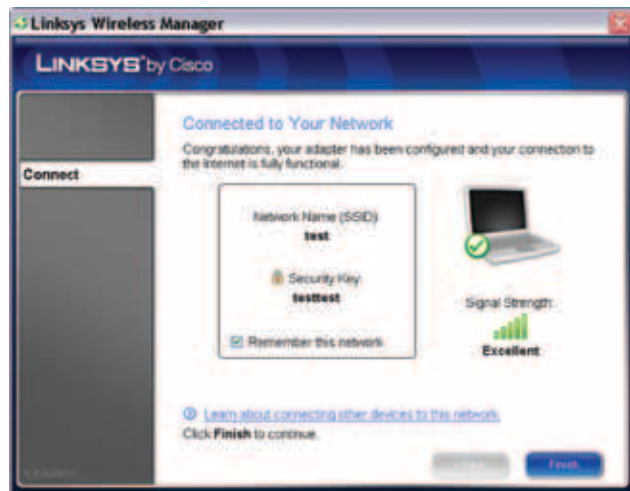 Linksys Wireless Manager
LINKSYS® by Cisco
Connect
Connected to Your Network
Congratulations, your adapter has been configured and your connection to
the Internet is fully functional.
Network Name (SSID):
test
Security Key:
testtest
Remember this network
Signal Strength:
Excellent
Learn about connecting other devices to this network.
Click Finish to continue.
Finish